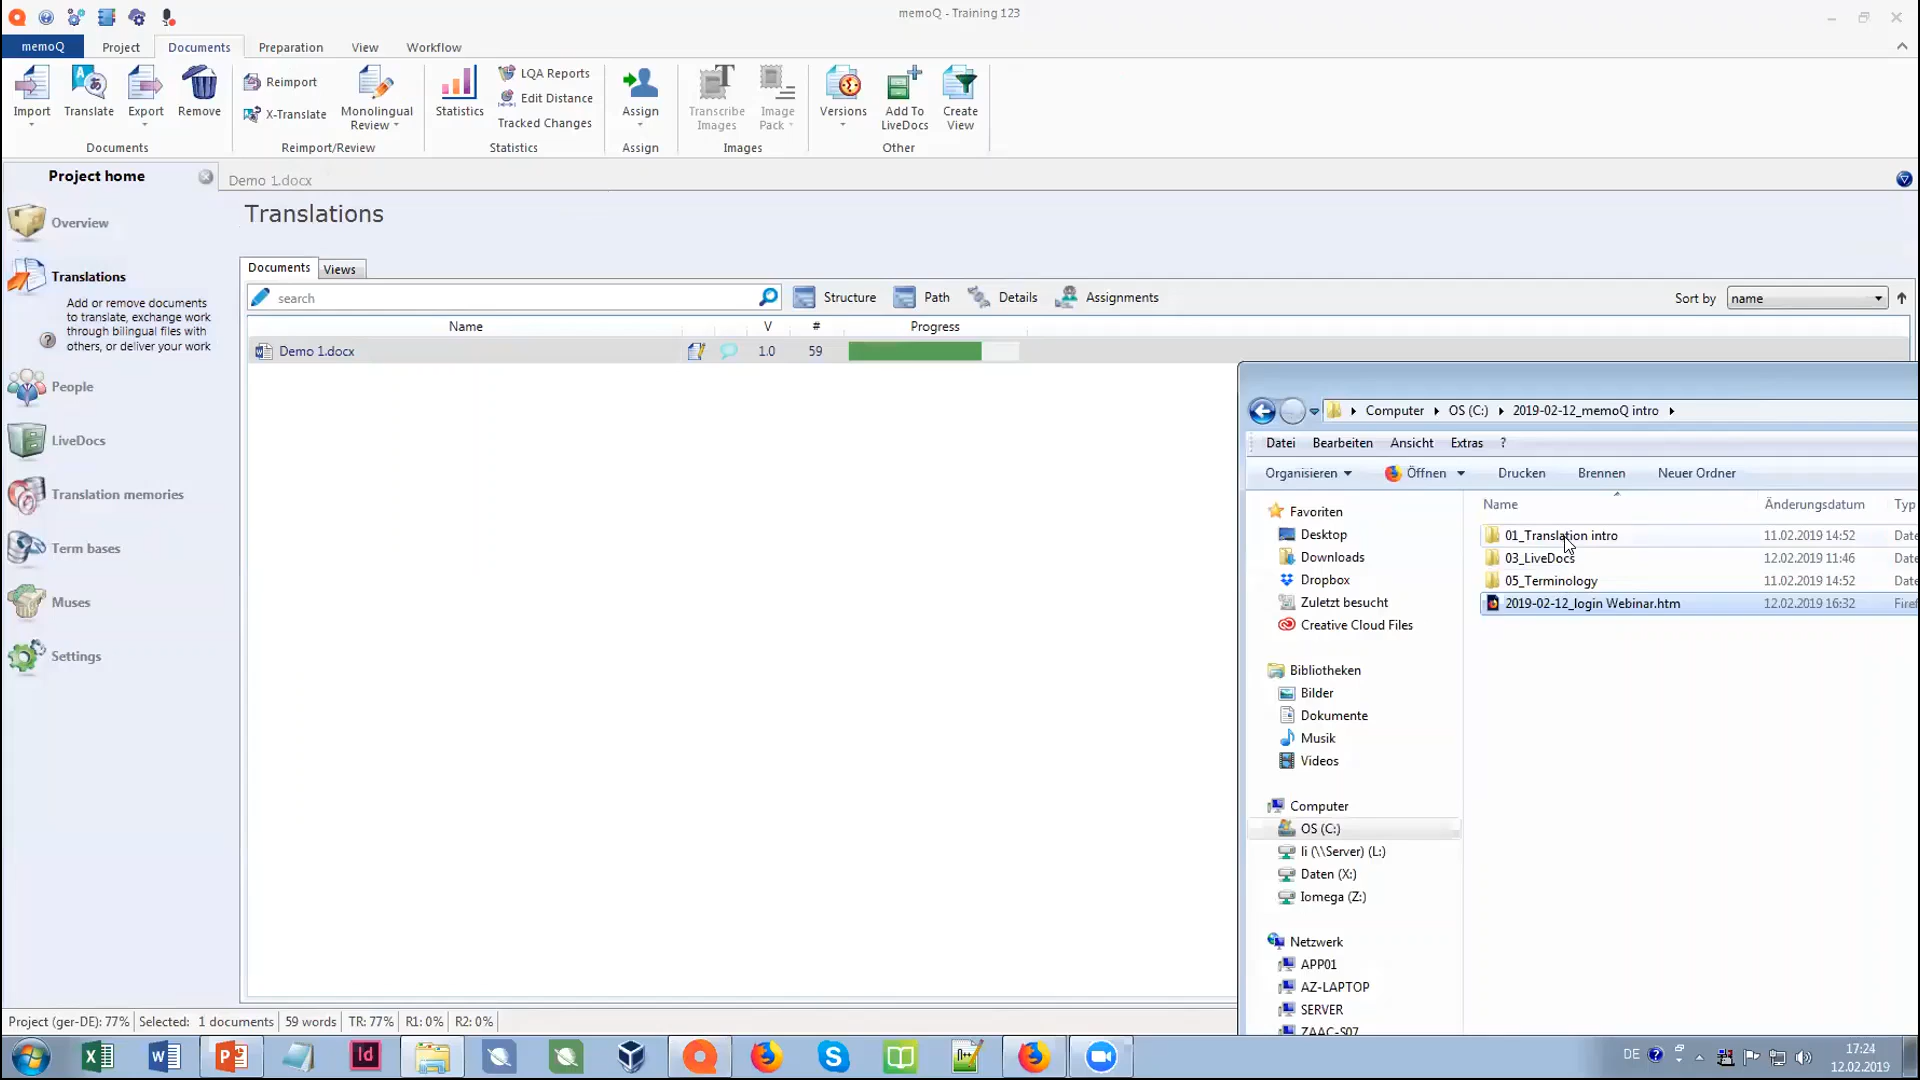 memoQ - Training 123
memoQ
Project
Documents
Preparation
View
Workflow
Import
Translate
Export
Remove
Documents
Reimport
X-Translate
Monolingual
Review
Reimport/Review
Statistics
LQA Reports
Edit Distance
Tracked Changes
Statistics
Assign
Assign
Transcribe
Images
Image
Pack
Images
Versions
Add To
LiveDocs
Create
View
Other
Project home
Demo 1.docx
Overview
Translations
Add or remove documents
to translate, exchange work
through bilingual files with
others, or deliver your work
People
LiveDocs
Translation memories
Term bases
Muses
Settings
Translations
Documents
Views
search
Structure
Path
Details
Assignments
Sort by
name
Name V # Progress
Demo 1.docx 1.0 59
Computer OS (C:) 2019-02-12_memoQ intro
Datei Bearbeiten Ansicht Extras ?
Organisieren Öffnen Drucken Brennen Neuer Ordner
Favoriten
Desktop
Downloads
Dropbox
Zuletzt besucht
Creative Cloud Files
Bibliotheken
Bilder
Dokumente
Musik
Videos
Computer
OS (C:)
li (\\Server) (L:)
Daten (X:)
Iomega (Z:)
Netzwerk
APP01
AZ-LAPTOP
SERVER
ZAAC-S07
Name Änderungsdatum Typ
01_Translation intro 11.02.2019 14:52 Date
03_LiveDocs 12.02.2019 11:46 Date
05_Terminology 11.02.2019 14:52 Date
2019-02-12_login Webinar.htm 12.02.2019 16:32 Firef
Project (ger-DE): 77% Selected: 1 documents 59 words TR: 77% R1: 0% R2: 0%
DE
17:24
12.02.2019